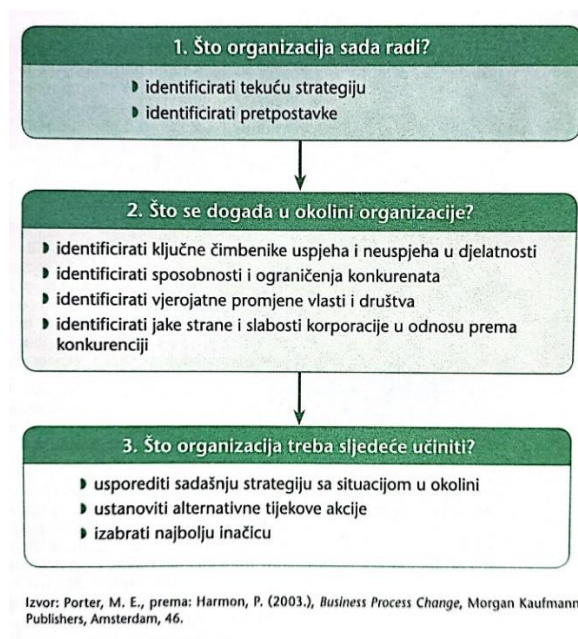 1. Što organizacija sada radi?
◗ identificirati tekuću strategiju
◗ identificirati pretpostavke
2. Što se događa u okolini organizacije?
◗ identificirati ključne čimbenike uspjeha i neuspjeha u djelatnosti
◗ identificirati sposobnosti i ograničenja konkurenata
◗ identificirati vjerojatne promjene vlasti i društva
◗ identificirati jake strane i slabosti korporacije u odnosu prema
konkurenciji
3. Što organizacija treba sljedeće učiniti?
◗ usporediti sadašnju strategiju sa situacijom u okolini
◗ ustanoviti alternativne tijekove akcije
◗ izabrati najbolju inačicu
Izvor: Porter, M. E., prema: Harmon, P. (2003.), Business Process Change, Morgan Kaufmann
Publishers, Amsterdam, 46.